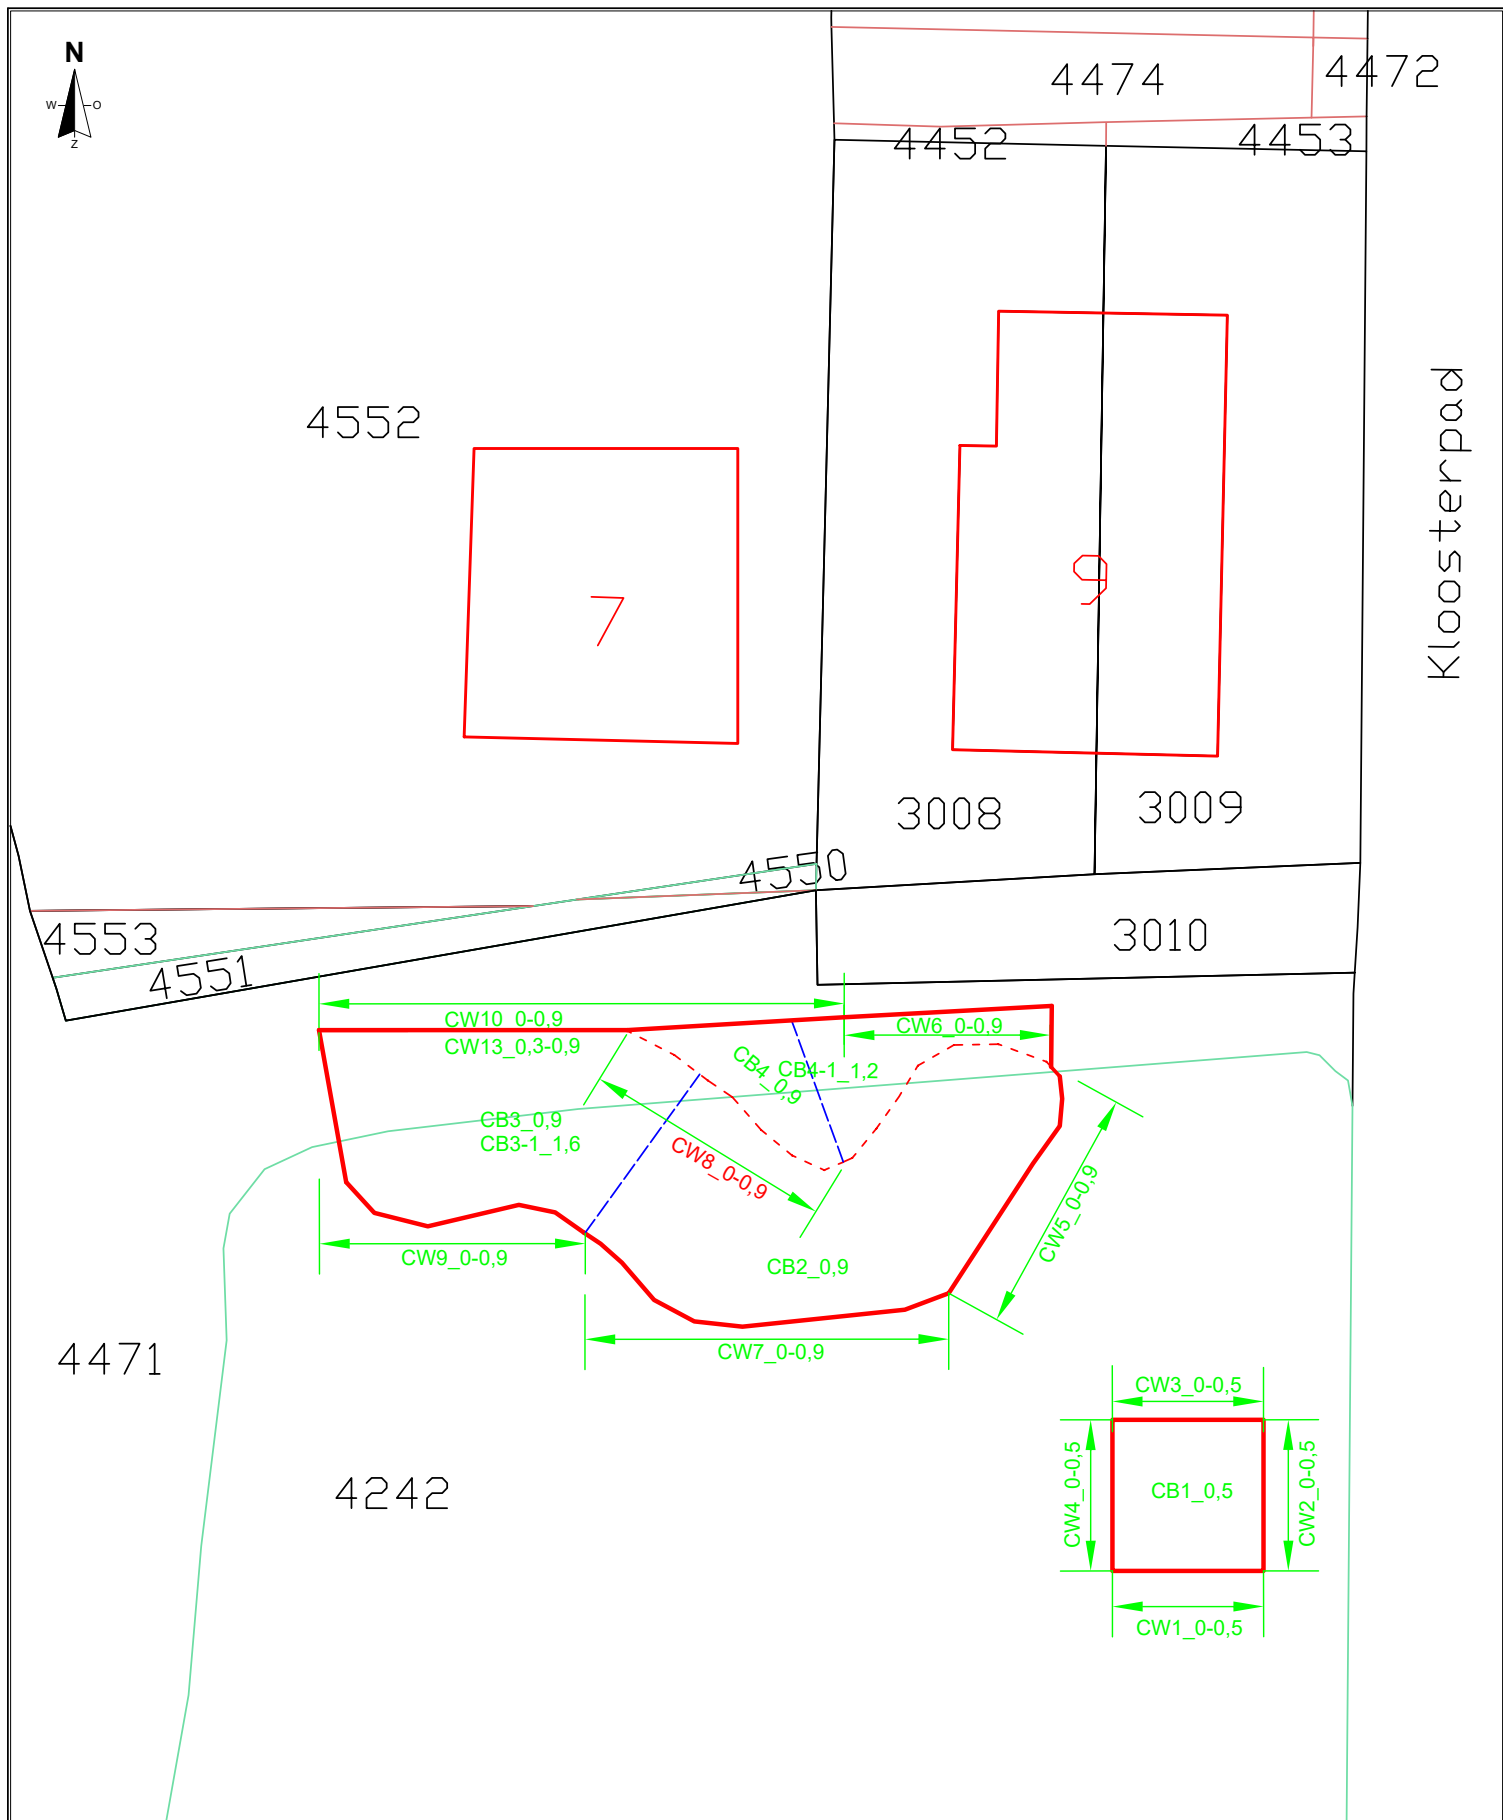 N
W
O
Z
4474
4472
4452
4453
Kloosterpad
4552
7
9
3008
3009
4550
4553
4551
3010
CW10_0-0,9
CW13_0,3-0,9
CW6_0-0,9
CB4_0,9
CB4-1_1,2
CB3_0,9
CB3-1_1,6
CW8_0-0,9
CW5_0-0,9
CW9_0-0,9
CB2_0,9
CW7_0-0,9
4471
CW3_0-0,5
CW4_0-0,5
CB1_0,5
CW2_0-0,5
4242
CW1_0-0,5